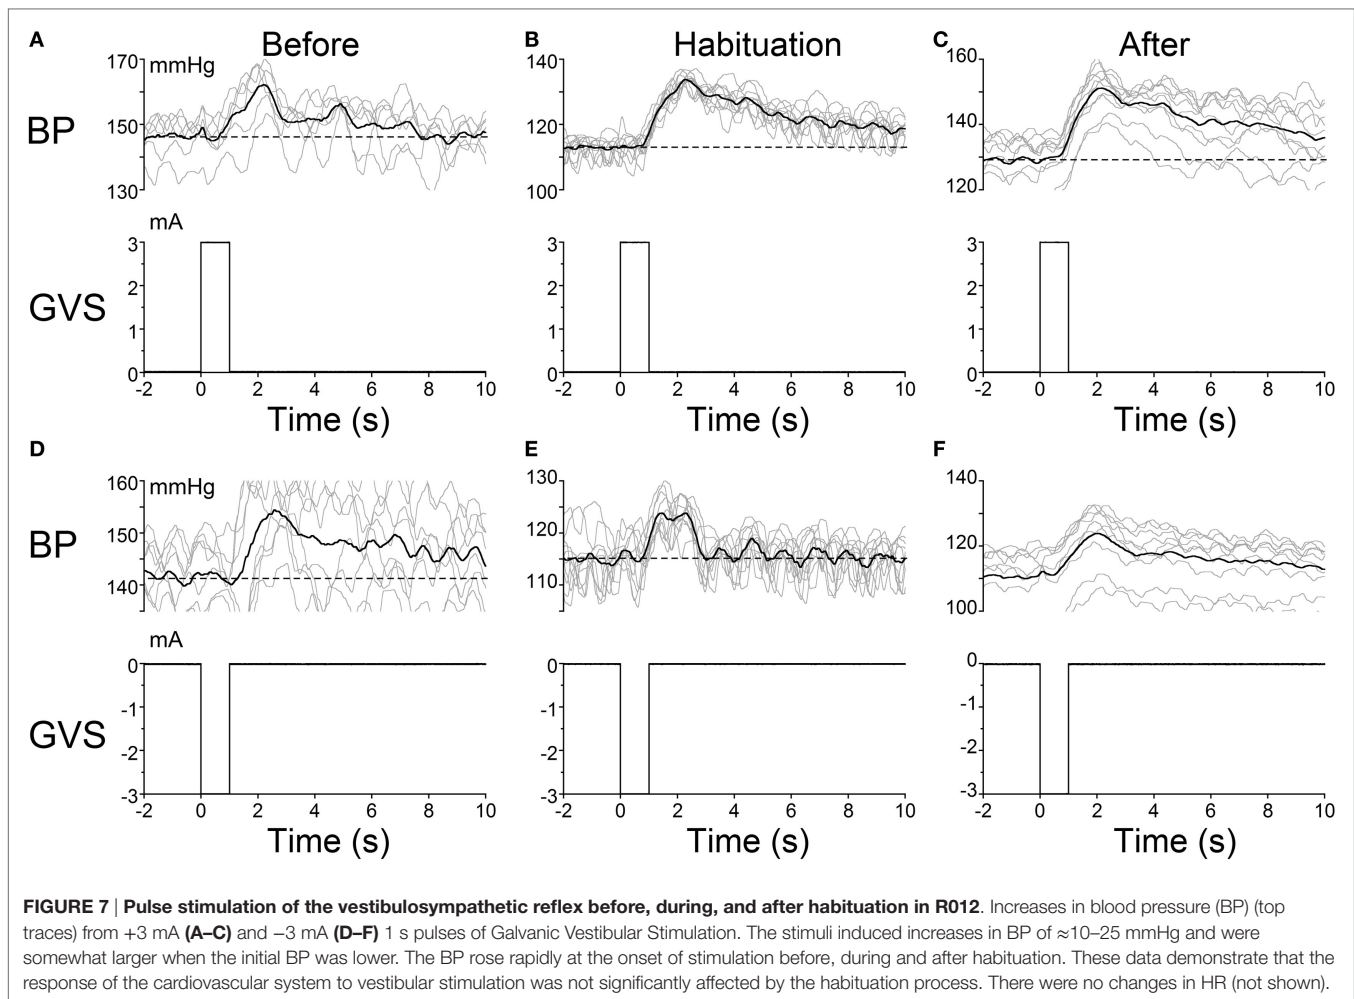 A Before
B Habituation
C After
BP
170
mmHg
150
130
140
120
100
160
140
120
mA
GVS
3
2
1
0
-2 0 2 4 6 8 10
Time (s)
3
2
1
0
-2 0 2 4 6 8 10
Time (s)
3
2
1
0
-2 0 2 4 6 8 10
Time (s)
D
E
F
BP
160
mmHg
150
140
130
120
110
140
120
100
mA
GVS
0
-1
-2
-3
-2 0 2 4 6 8 10
Time (s)
0
-1
-2
-3
-2 0 2 4 6 8 10
Time (s)
0
-1
-2
-3
-2 0 2 4 6 8 10
Time (s)
FIGURE 7 | Pulse stimulation of the vestibulosympathetic reflex before, during, and after habituation in R012. Increases in blood pressure (BP) (top
traces) from +3 mA (A–C) and −3 mA (D–F) 1 s pulses of Galvanic Vestibular Stimulation. The stimuli induced increases in BP of ≈10–25 mmHg and were
somewhat larger when the initial BP was lower. The BP rose rapidly at the onset of stimulation before, during and after habituation. These data demonstrate that the
response of the cardiovascular system to vestibular stimulation was not significantly affected by the habituation process. There were no changes in HR (not shown).